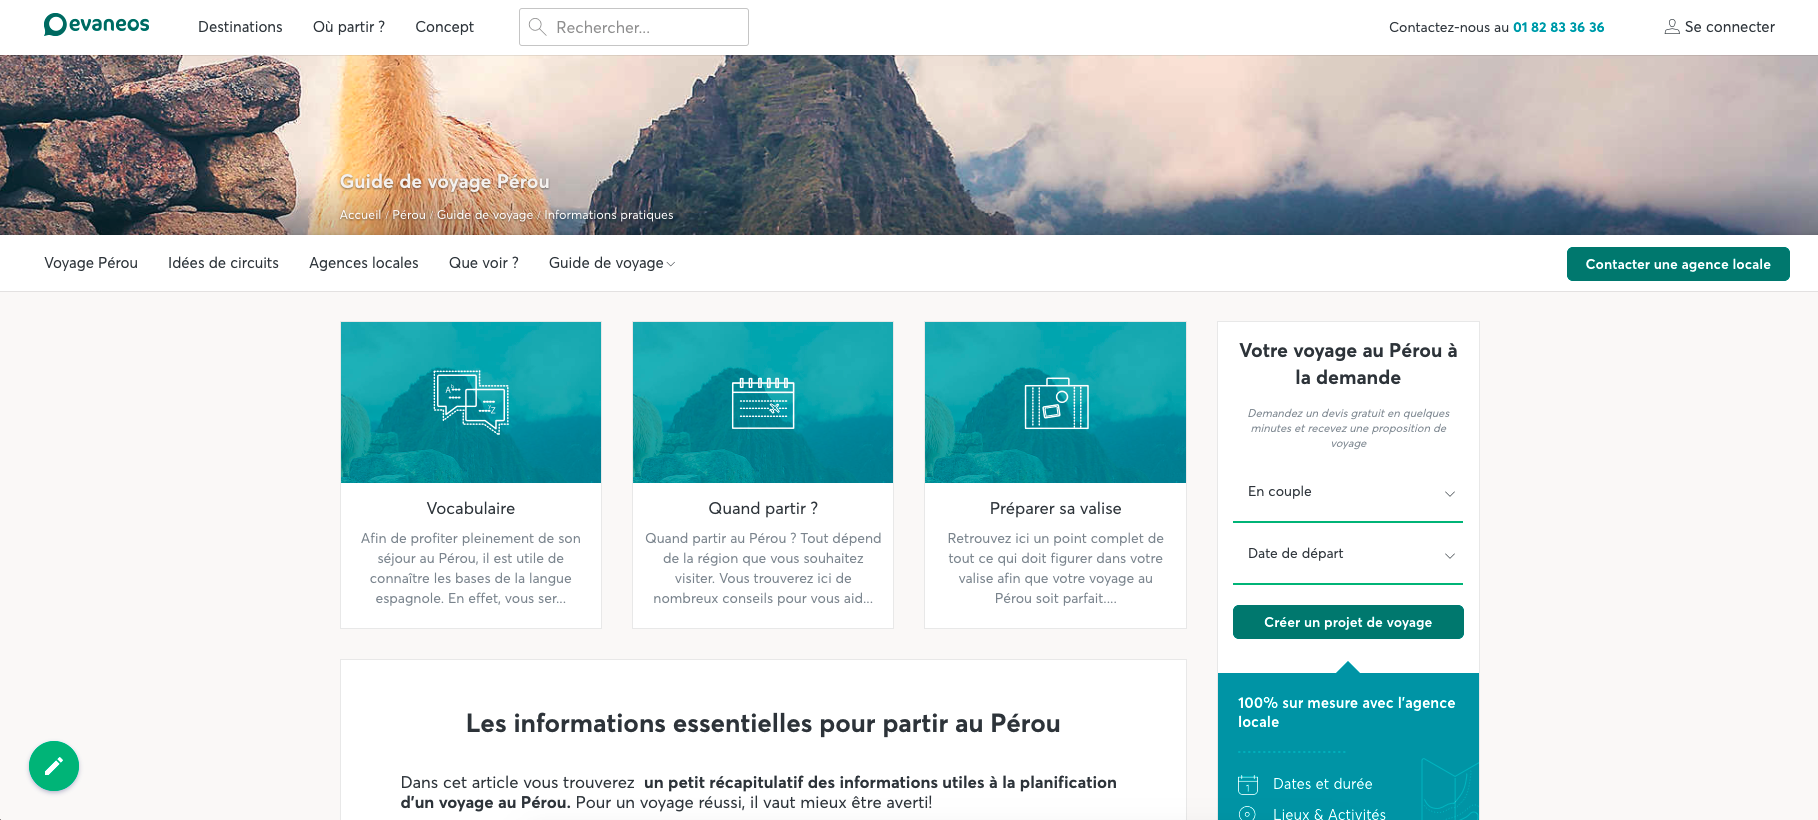 evaneos
Destinations
Où partir ?
Concept
Rechercher...
Contactez-nous au 01 82 83 36 36
Se connecter
Guide de voyage Pérou
Accueil / Pérou / Guide de voyage / Informations pratiques
Voyage Pérou
Idées de circuits
Agences locales
Que voir ?
Guide de voyage
Contacter une agence locale
Vocabulaire
Afin de profiter pleinement de son
séjour au Pérou, il est utile de
connaître les bases de la langue
espagnole. En effet, vous ser...
Quand partir ?
Quand partir au Pérou ? Tout dépend
de la région que vous souhaitez
visiter. Vous trouverez ici de
nombreux conseils pour vous aid...
Préparer sa valise
Retrouvez ici un point complet de
tout ce qui doit figurer dans votre
valise afin que votre voyage au
Pérou soit parfait....
Les informations essentielles pour partir au Pérou
Dans cet article vous trouverez un petit récapitulatif des informations utiles à la planification
d'un voyage au Pérou. Pour un voyage réussi, il vaut mieux être averti!
Votre voyage au Pérou à
la demande
Demandez un devis gratuit en quelques
minutes et recevez une proposition de
voyage
En couple
Date de départ
Créer un projet de voyage
100% sur mesure avec l'agence
locale
Dates et durée
Lieux & Activités